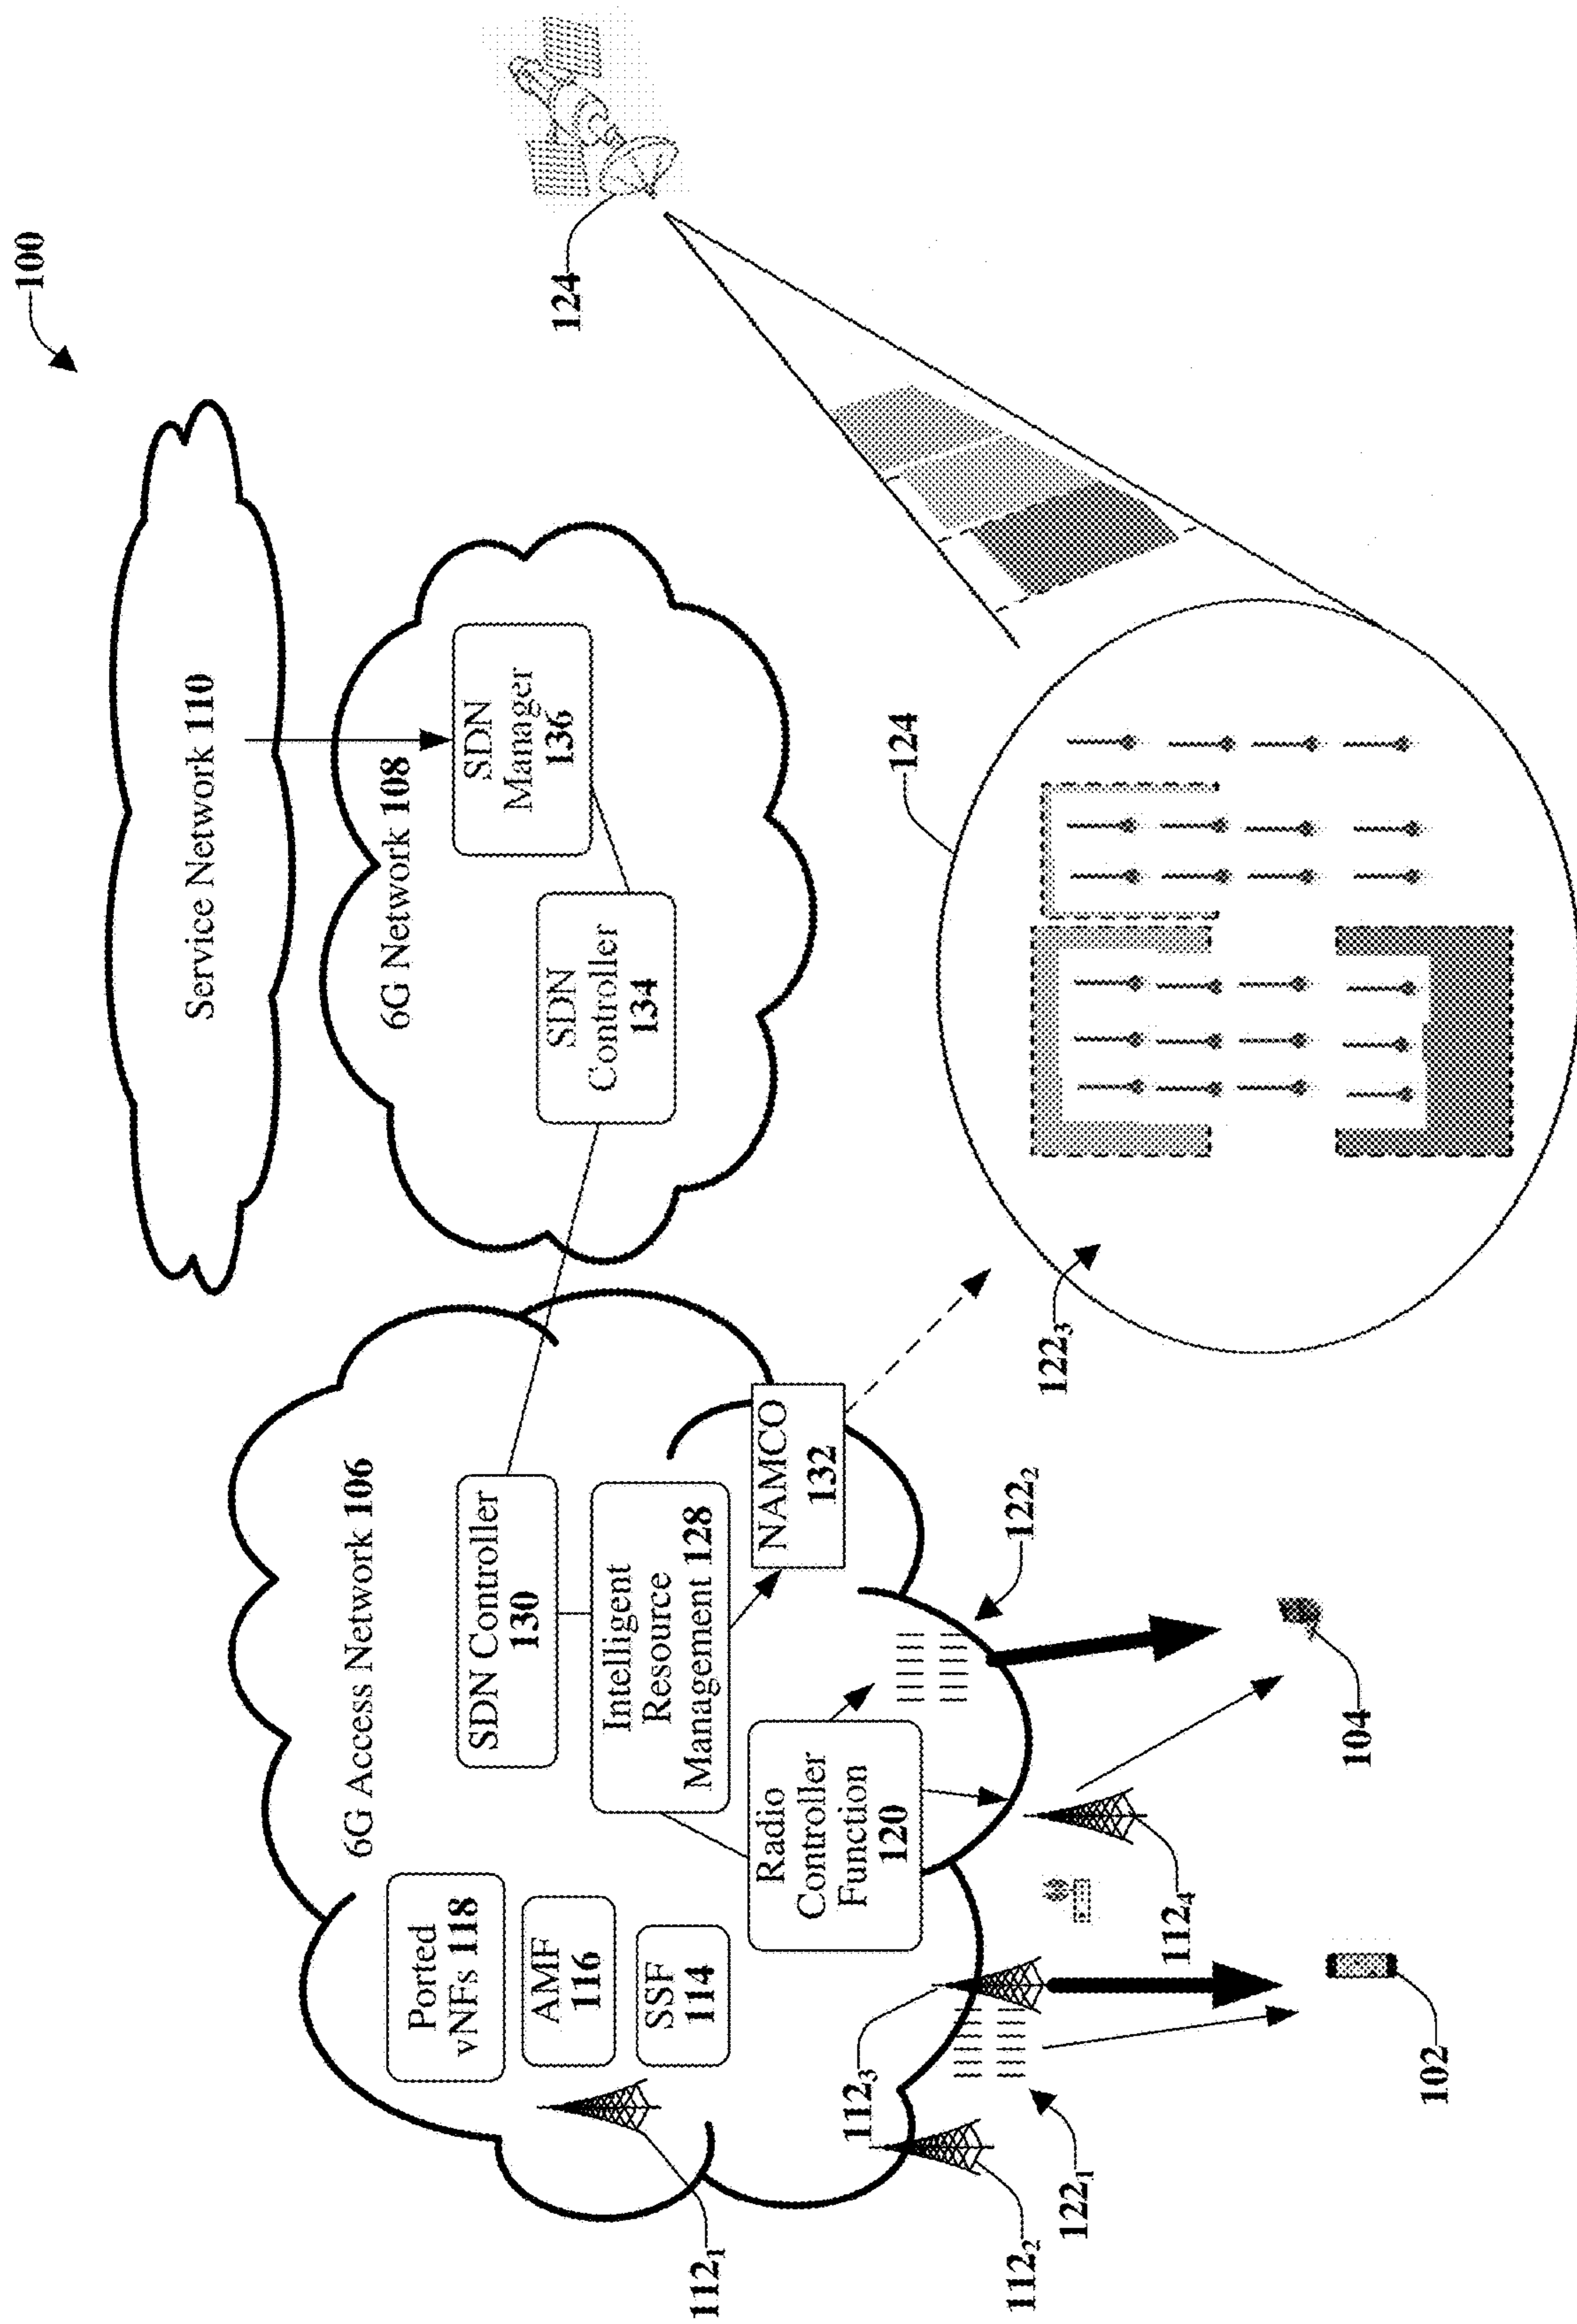 100
Service Network 110
6G Network 108
SDN
Manager
136
SDN
Controller
134
124
6G Access Network 106
SDN Controller
130
Intelligent
Resource
Management 128
NAMCO
132
Ported
vNFs 118
AMF
116
SSF
114
Radio
Controller
Function
120
112₁
112₂
112₃
112₄
122₁
122₂
122₃
124
102
104